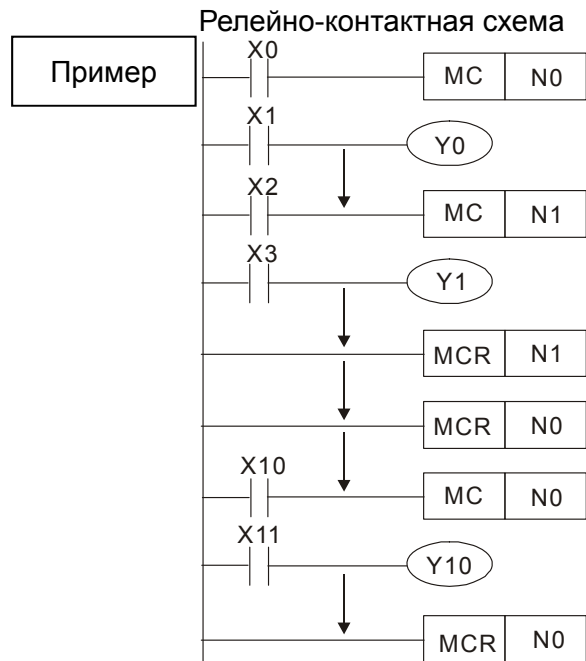 Релейно-контактная схема
Пример
X0
MC N0
X1
Y0
X2
MC N1
X3
Y1
MCR N1
MCR N0
X10
MC N0
X11
Y10
MCR N0